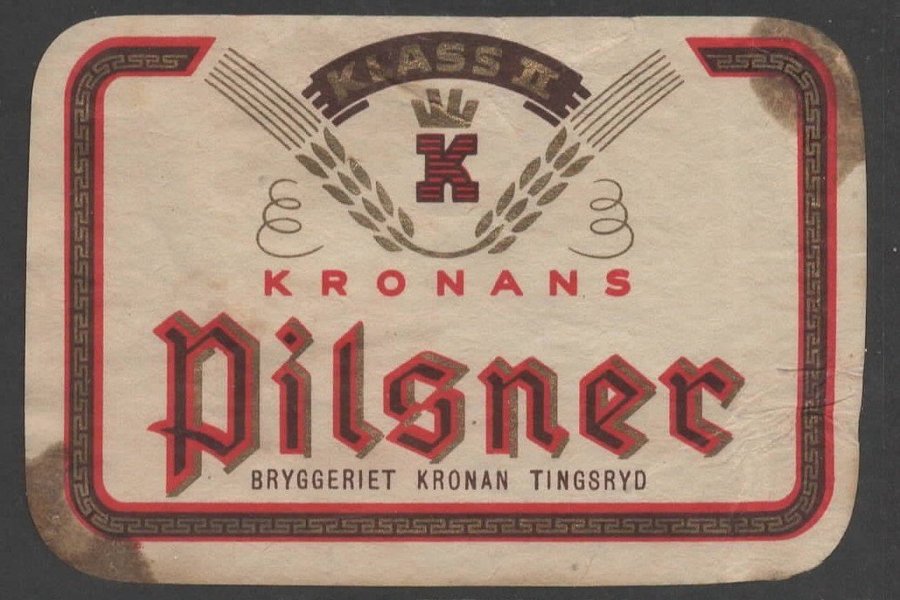 KLASS II
K
KRONANS
Pilsner
BRYGGERIET KRONAN TINGSRYD